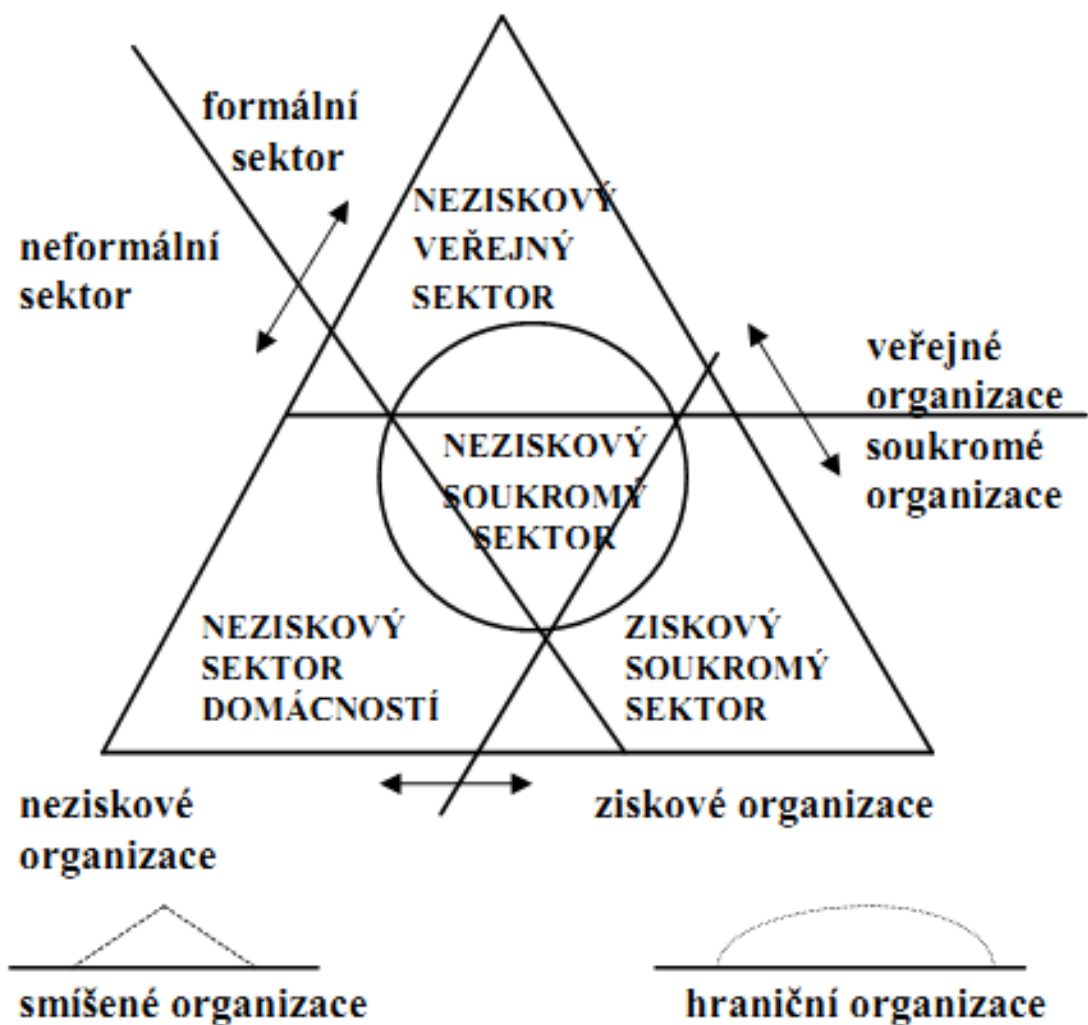 formální
sektor
neformální
sektor
NEZISKOVÝ
VEŘEJNÝ
SEKTOR
veřejné
organizace
soukromé
organizace
NEZISKOVÝ
SOUKROMÝ
SEKTOR
NEZISKOVÝ
SEKTOR
DOMÁCNOSTÍ
ZISKOVÝ
SOUKROMÝ
SEKTOR
neziskové
organizace
ziskové organizace
smíšené organizace
hraniční organizace